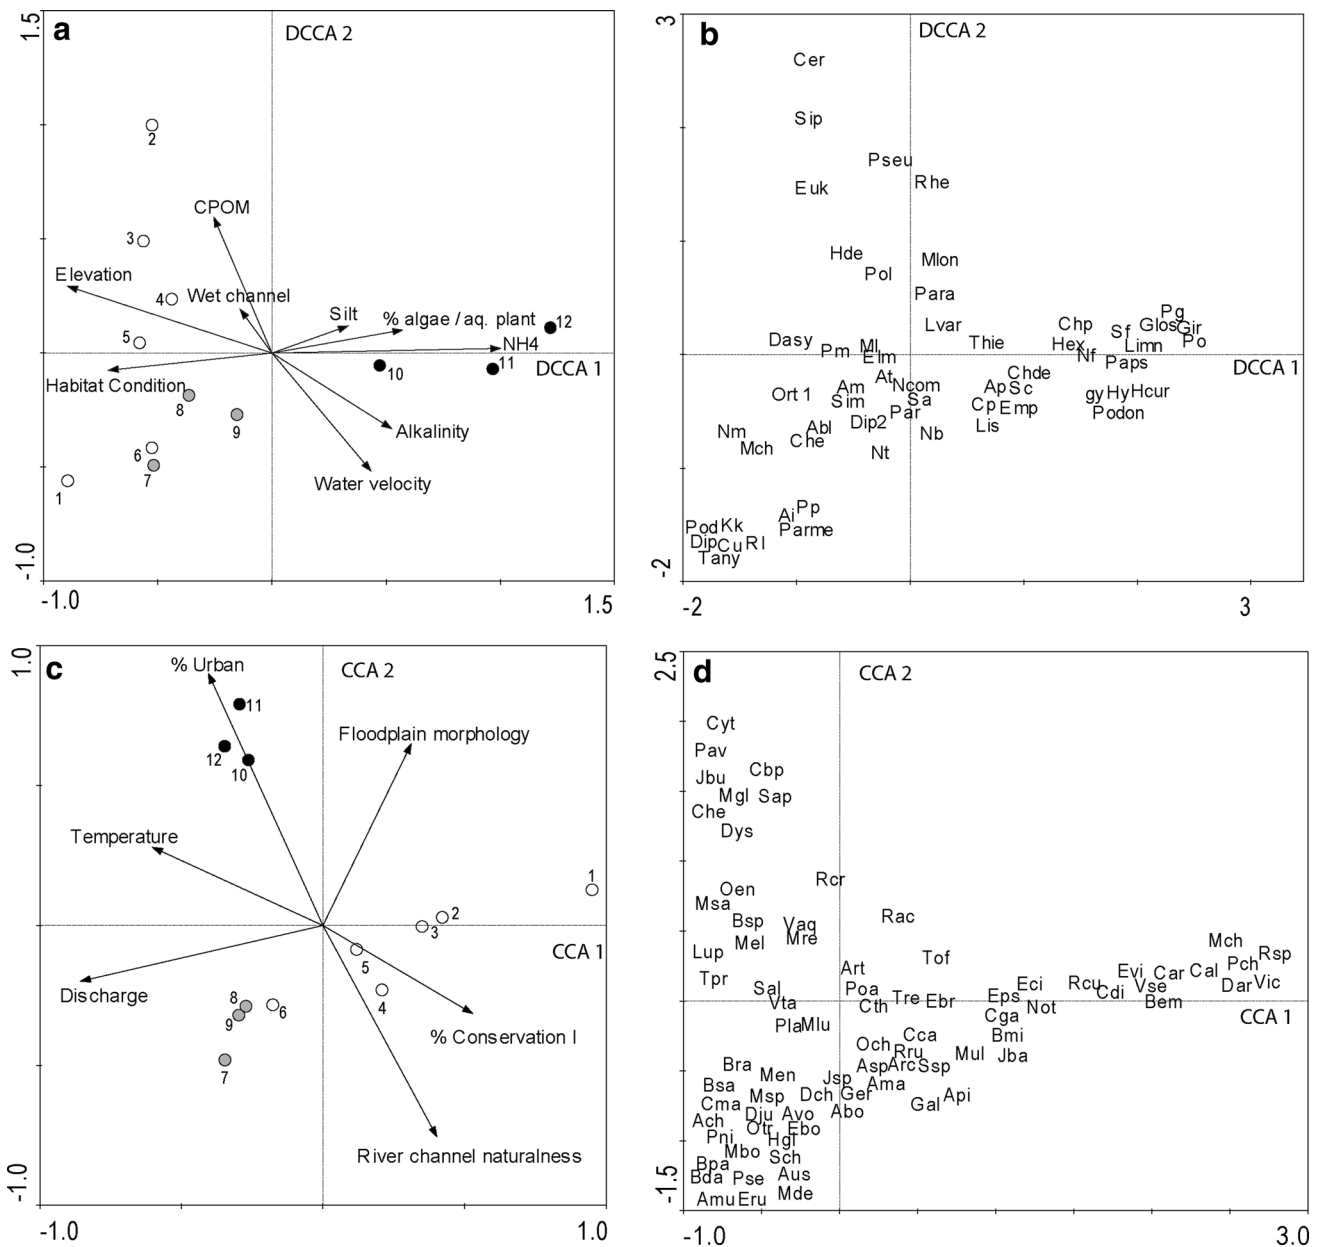 a
1.5
DCCA 2
2
CPOM
3
Elevation
4
Wet channel
Silt
% algae / aq. plant
12
5
NH4
11
10
DCCA 1
Habitat Condition
8
9
Alkalinity
6
7
Water velocity
1
-1.0
-1.0
1.5
b
3
DCCA 2
Cer
Sip
Pseu
Euk
Rhe
Hde
Mlon
Pol
Para
Pg
Lvar
Chp
Sf
Glos
Gir
Dasy
Thie
Hex
Limn
Po
Pm
Ml
Elm
Nf
Paps
DCCA 1
At
Chde
Am
Ncom
Ap
Sc
Ort 1
Sim
Sa
gy
Hy
Hcur
Par
Cp
Emp
Podon
Abl
Dip2
Lis
Nm
Che
Nb
Mch
Nt
Ai
Pp
Pod
Kk
Parme
Dip
Cu
Rl
Tany
-2
-2
3
c
1.0
% Urban
CCA 2
11
Floodplain morphology
12
10
Temperature
1
2
3
CCA 1
5
Discharge
8
9
6
4
% Conservation I
7
River channel naturalness
-1.0
-1.0
1.0
d
2.5
CCA 2
Cyt
Pav
Jbu
Cbp
Mgl
Sap
Che
Dys
Rcr
Oen
Msa
Bsp
Vaq
Rac
Mel
Mre
Mch
Lup
Tof
Rsp
Art
Pch
Tpr
Evi
Car
Cal
Sal
Poa
Eci
Rcu
Vse
Dar
Vic
Vta
Cth
Tre
Ebr
Eps
Cdi
Bem
Not
Pla
Mlu
Cga
CCA 1
Cca
Bmi
Och
Rru
Mul
Jba
Bra
Men
Jsp
Asp
Arc
Ssp
Bsa
Ama
Cma
Msp
Dch
Ger
Api
Ach
Dju
Avo
Abo
Gal
Pni
Otr
Ebo
Hgl
Mbo
Bpa
Sch
Bda
Pse
Aus
Amu
Eru
Mde
-1.5
-1.0
3.0